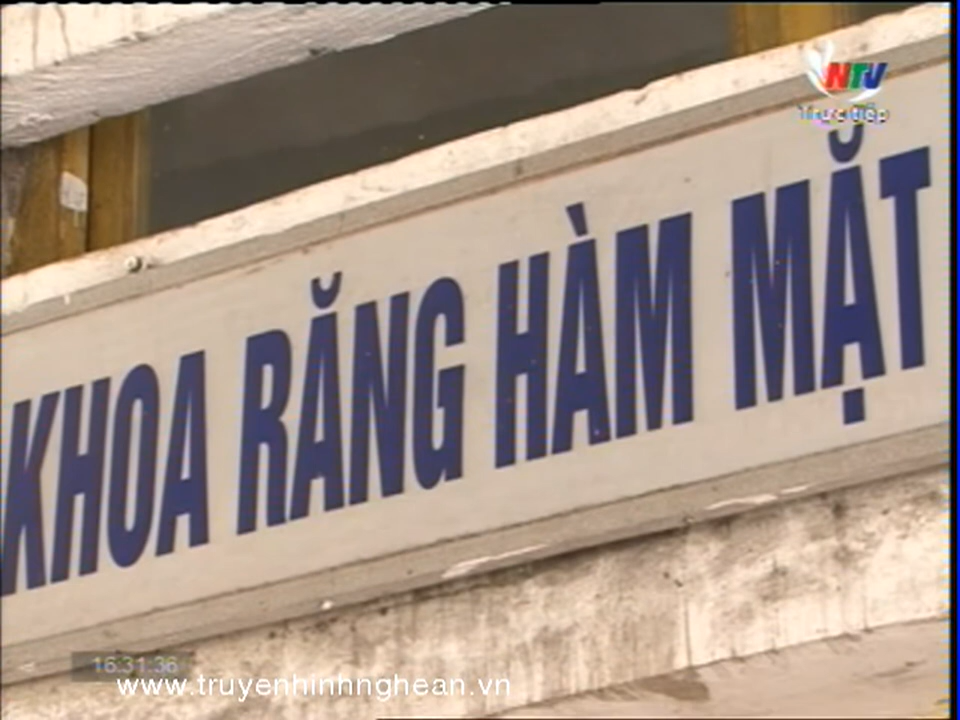 NTV
Trực tiếp
KHOA RĂNG HÀM MẶT
16:31:36
www.truyenhinhnghean.vn